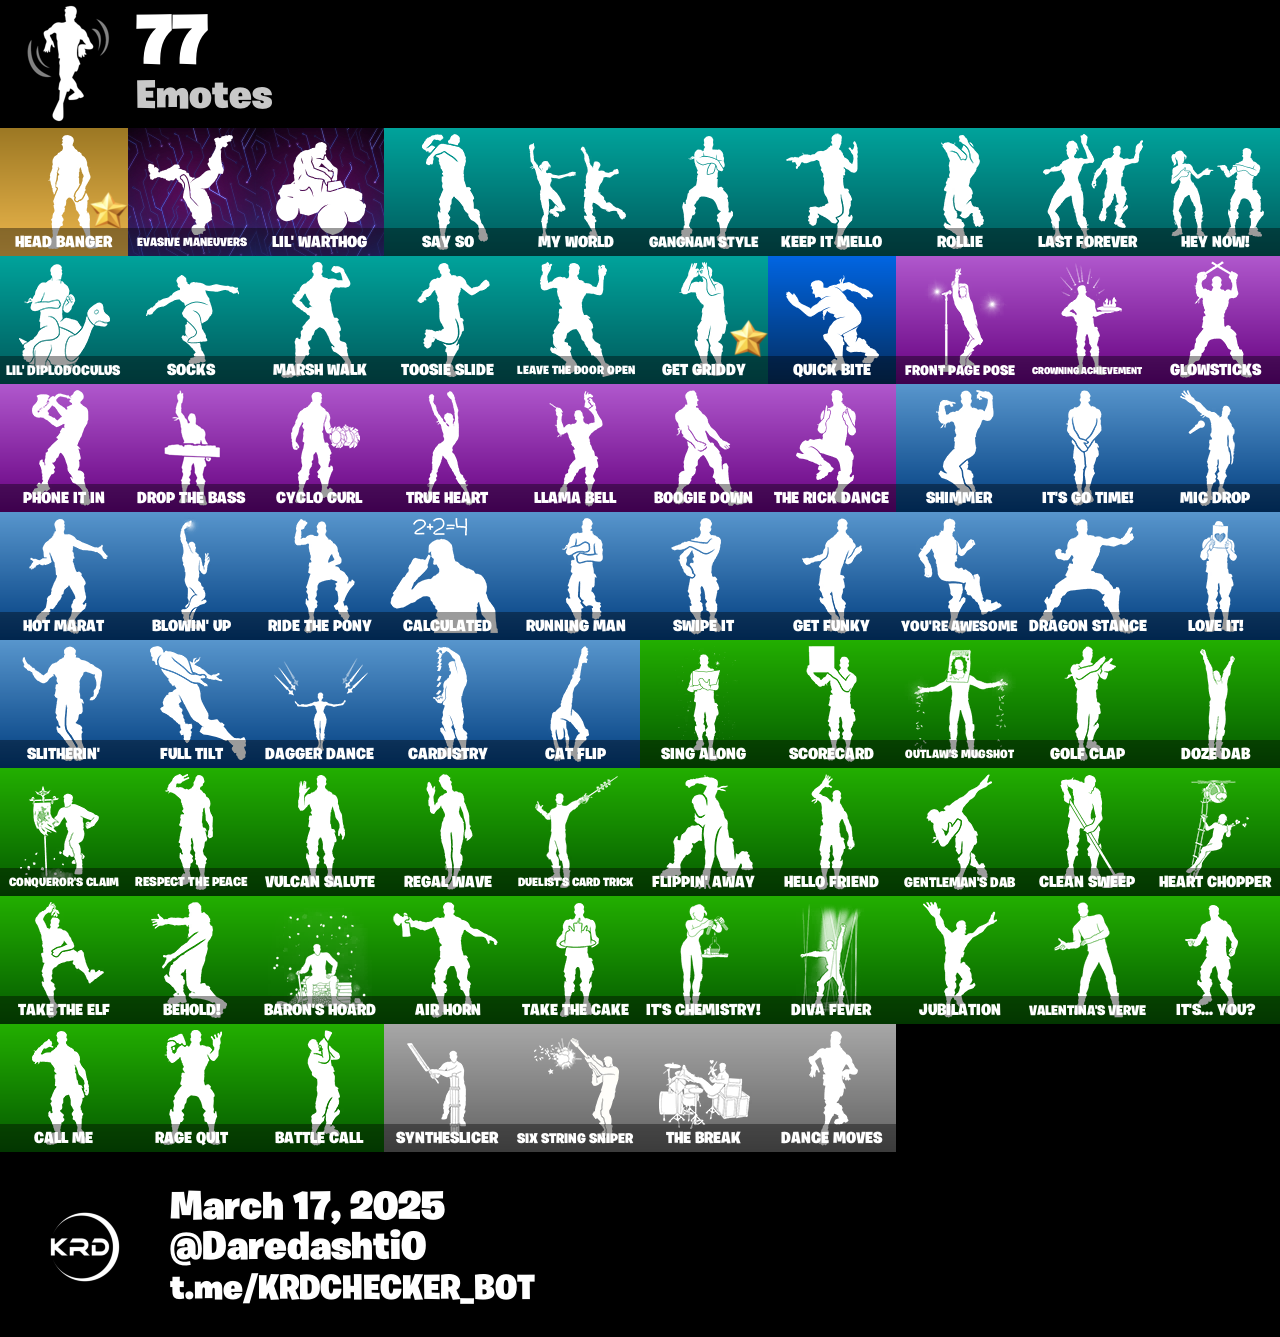 77
Emotes
HEAD BANGER
EVASIVE MANEUVERS
LIL' WARTHOG
SAY SO
MY WORLD
GANGNAM STYLE
KEEP IT MELLO
ROLLIE
LAST FOREVER
HEY NOW!
LIL' DIPLODOCULUS
SOCKS
MARSH WALK
TOOSIE SLIDE
LEAVE THE DOOR OPEN
GET GRIDDY
QUICK BITE
FRONT PAGE POSE
CROWNING ACHIEVEMENT
GLOWSTICKS
PHONE IT IN
DROP THE BASS
CYCLO CURL
TRUE HEART
LLAMA BELL
BOOGIE DOWN
THE RICK DANCE
SHIMMER
IT'S GO TIME!
MIC DROP
HOT MARAT
BLOWIN' UP
RIDE THE PONY
2+2=4
CALCULATED
RUNNING MAN
SWIPE IT
GET FUNKY
YOU'RE AWESOME
DRAGON STANCE
LOVE IT!
SLITHERIN'
FULL TILT
DAGGER DANCE
CARDISTRY
CAT FLIP
SING ALONG
SCORECARD
OUTLAW'S MUGSHOT
GOLF CLAP
DOZE DAB
CONQUEROR'S CLAIM
RESPECT THE PEACE
VULCAN SALUTE
REGAL WAVE
DUELIST'S CARD TRICK
FLIPPIN' AWAY
HELLO FRIEND
GENTLEMAN'S DAB
CLEAN SWEEP
HEART CHOPPER
TAKE THE ELF
BEHOLD!
BARON'S HOARD
AIR HORN
TAKE THE CAKE
IT'S CHEMISTRY!
DIVA FEVER
JUBILATION
VALENTINA'S VERVE
IT'S... YOU?
CALL ME
RAGE QUIT
BATTLE CALL
SYNTHESLICER
SIX STRING SNIPER
THE BREAK
DANCE MOVES
KRD
March 17, 2025
@Daredashti0
t.me/KRDCHECKER_BOT